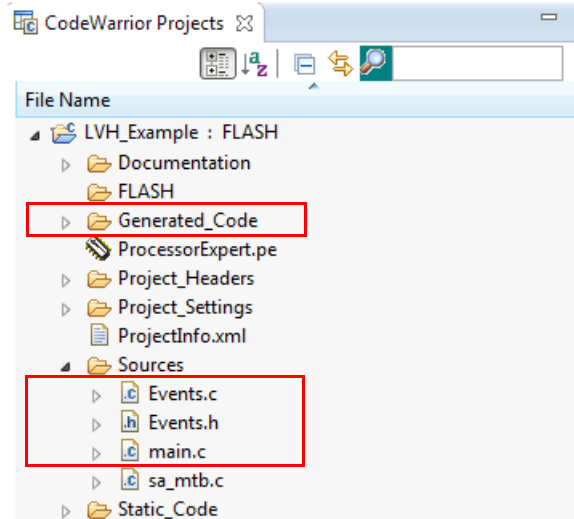 CodeWarrior Projects
File Name
LVH_Example : FLASH
Documentation
FLASH
Generated_Code
ProcessorExpert.pe
Project_Headers
Project_Settings
ProjectInfo.xml
Sources
Events.c
Events.h
main.c
sa_mtb.c
Static_Code